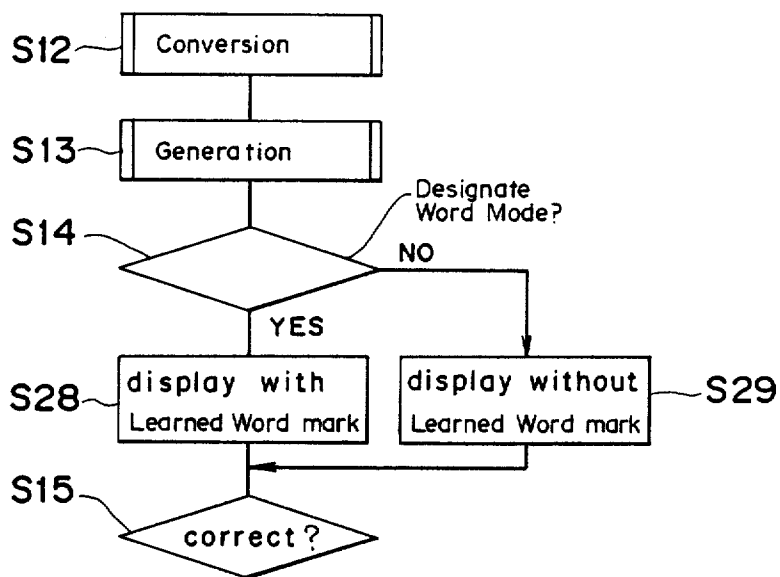 S12
Conversion
S13
Generation
Designate
Word Mode?
S14
NO
YES
S28
display with
Learned Word mark
display without
Learned Word mark
S29
S15
correct?